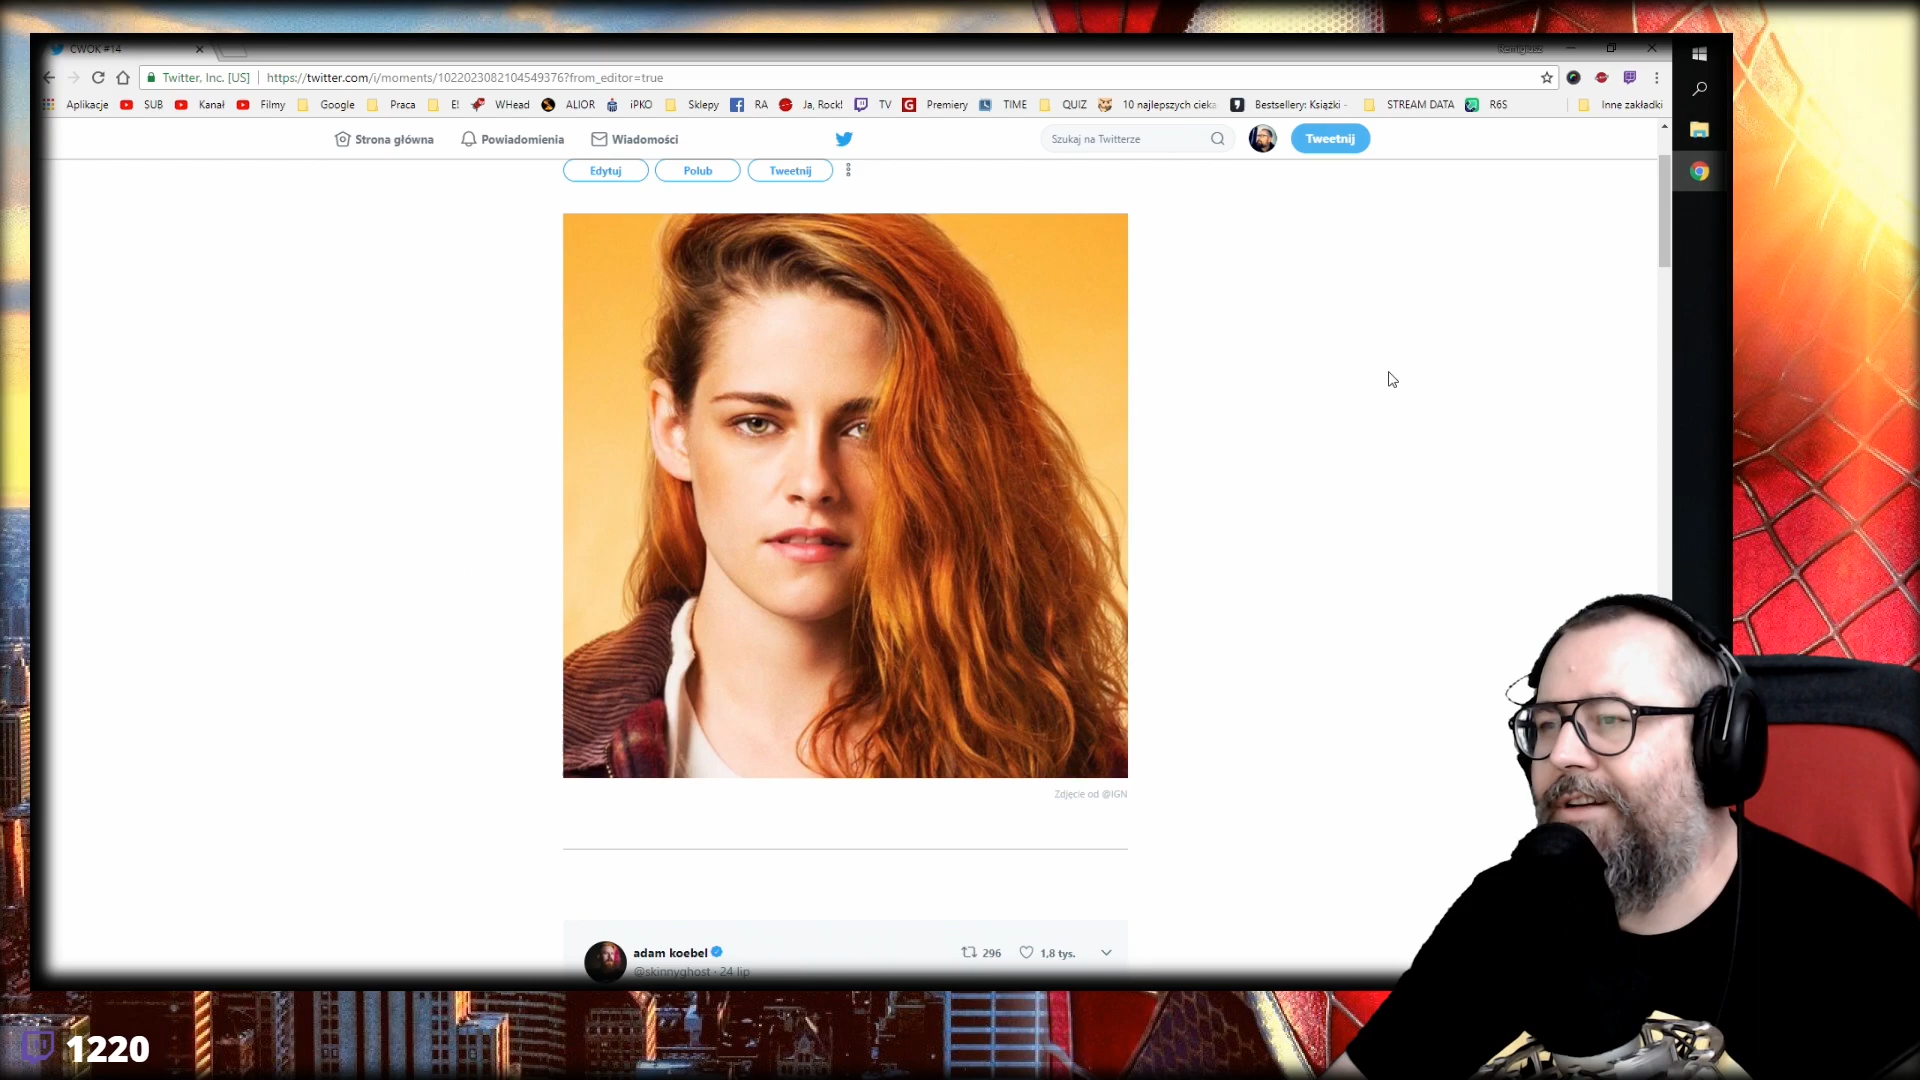 CWOK #14
Remigiusz
Twitter, Inc. [US] | https://twitter.com/i/moments/1022023082104549376?from_editor=true
Aplikacje SUB Kanał Filmy Google Praca E! WHead ALIOR iPKO Sklepy RA Ja, Rock! TV Premiery TIME QUIZ 10 najlepszych cieka Bestsellery: Książki - STREAM DATA R6S Inne zakładki
Strona główna Powiadomienia Wiadomości Szukaj na Twitterze Tweetnij
Edytuj Polub Tweetnij
Zdjęcie od @IGN
adam koebel 296 1,8 tys.
@skinnyghost · 24 lip
1220